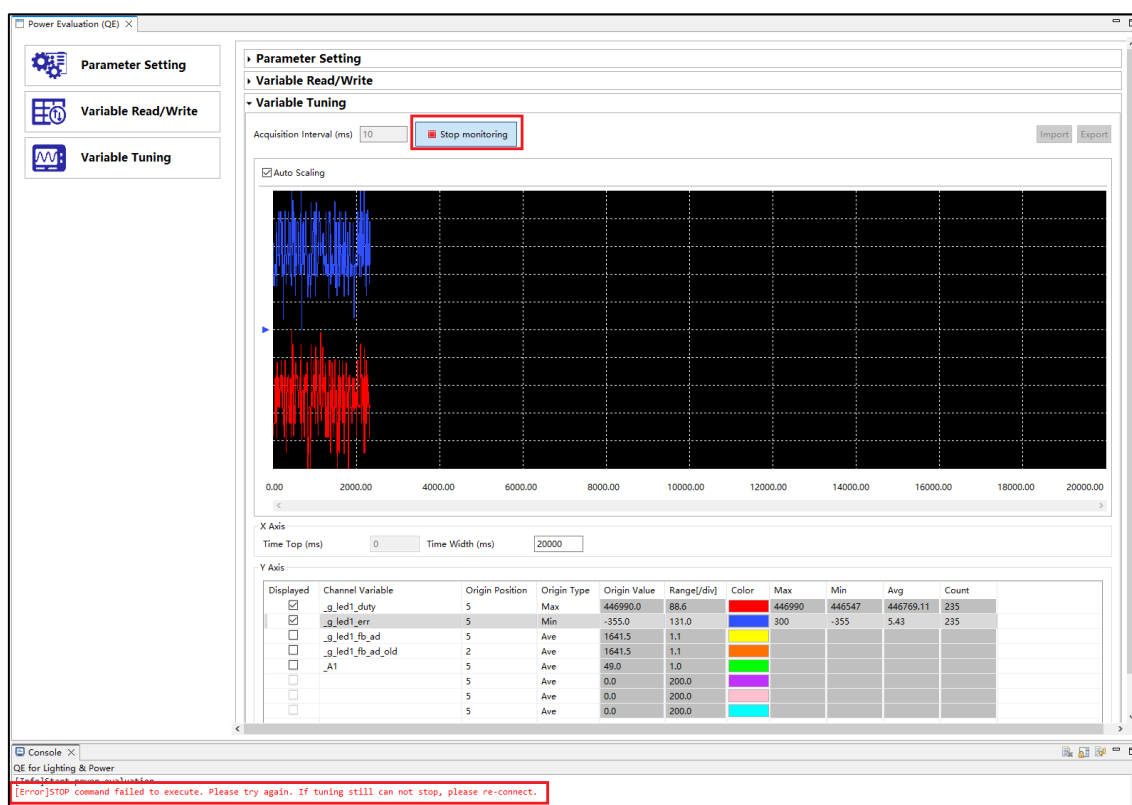 Power Evaluation (QE)
Parameter Setting
Variable Read/Write
Variable Tuning
Parameter Setting
Variable Read/Write
Variable Tuning
Acquisition Interval (ms) 10 Stop monitoring Import Export
Auto Scaling
0.00 2000.00 4000.00 6000.00 8000.00 10000.00 12000.00 14000.00 16000.00 18000.00 20000.00
X Axis
Time Top (ms) 0 Time Width (ms) 20000
Y Axis
Displayed Channel Variable Origin Position Origin Type Origin Value Range[/div] Color Max Min Avg Count
_g_led1_duty 5 Max 446990.0 88.6 446990 446547 446769.11 235
_g_led1_err 5 Min -355.0 131.0 300 -355 5.43 235
_g_led1_fb_ad 5 Ave 1641.5 1.1
_g_led1_fb_ad_old 2 Ave 1641.5 1.1
_A1 5 Ave 49.0 1.0
5 Ave 0.0 200.0
5 Ave 0.0 200.0
5 Ave 0.0 200.0
Console
QE for Lighting & Power
[Info]Start power evaluation
[Error]STOP command failed to execute. Please try again. If tuning still can not stop, please re-connect.